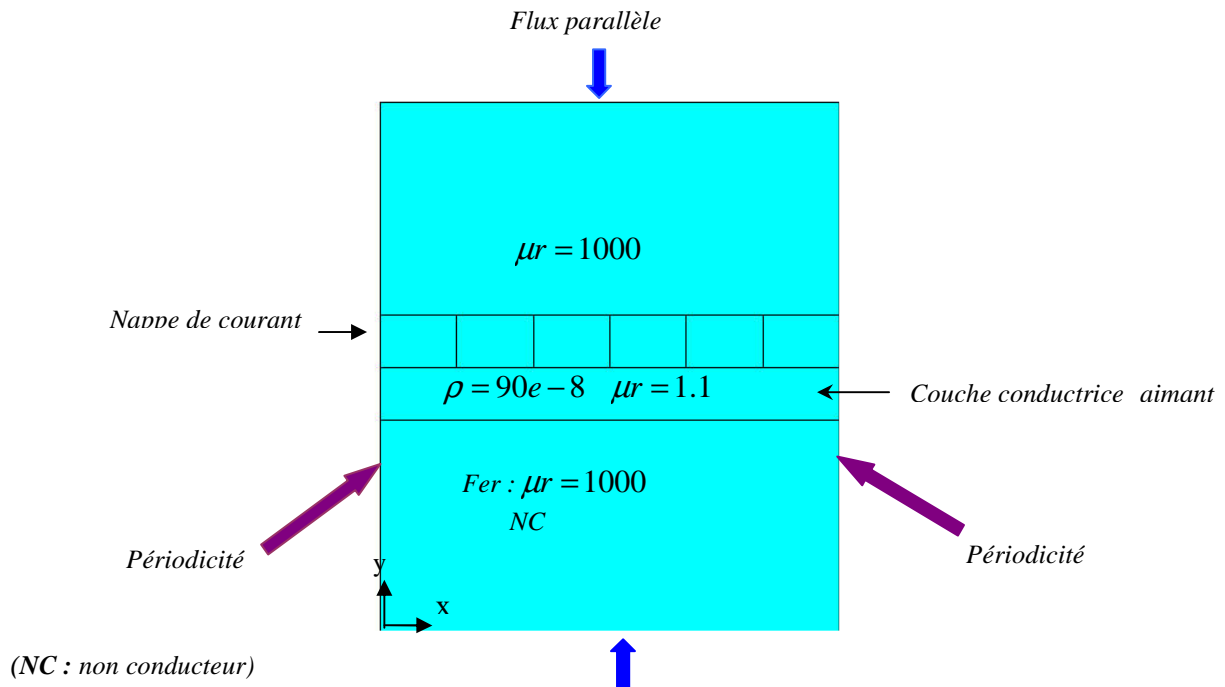 Flux parallèle
μr = 1000
Nappe de courant
ρ = 90e − 8 μr = 1.1
Couche conductrice aimant
Fer : μr = 1000
NC
Périodicité
Périodicité
y
x
(NC : non conducteur)